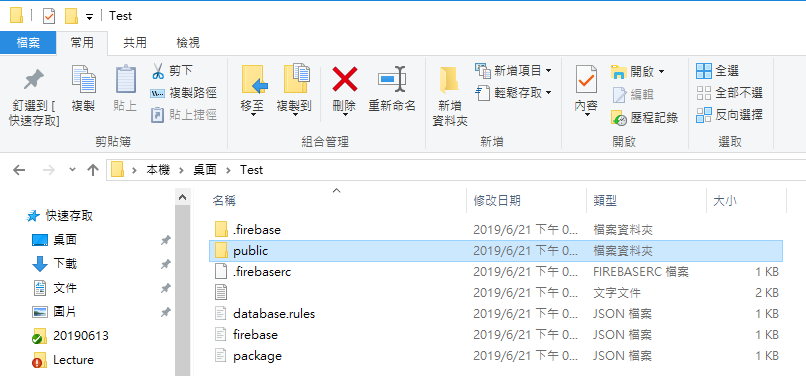 Test
檔案 常用 共用 檢視
釘選到 [快速存取] 複製 貼上 剪下 複製路徑 貼上捷徑 移至 複製到 刪除 重新命名 新增資料夾 新增項目 輕鬆存取 內容 開啟 編輯 歷程記錄 全選 全部不選 反向選擇
剪貼簿 組合管理 新增 開啟 選取
本機 桌面 Test
名稱 修改日期 類型 大小
快速存取
桌面
下載
文件
圖片
20190613
Lecture
.firebase 2019/6/21 下午 0... 檔案資料夾
public 2019/6/21 下午 0... 檔案資料夾
.firebaserc 2019/6/21 下午 0... FIREBASERC 檔案 1 KB
2019/6/21 下午 0... 文字文件 2 KB
database.rules 2019/6/21 下午 0... JSON 檔案 1 KB
firebase 2019/6/21 下午 0... JSON 檔案 1 KB
package 2019/6/21 下午 0... JSON 檔案 1 KB